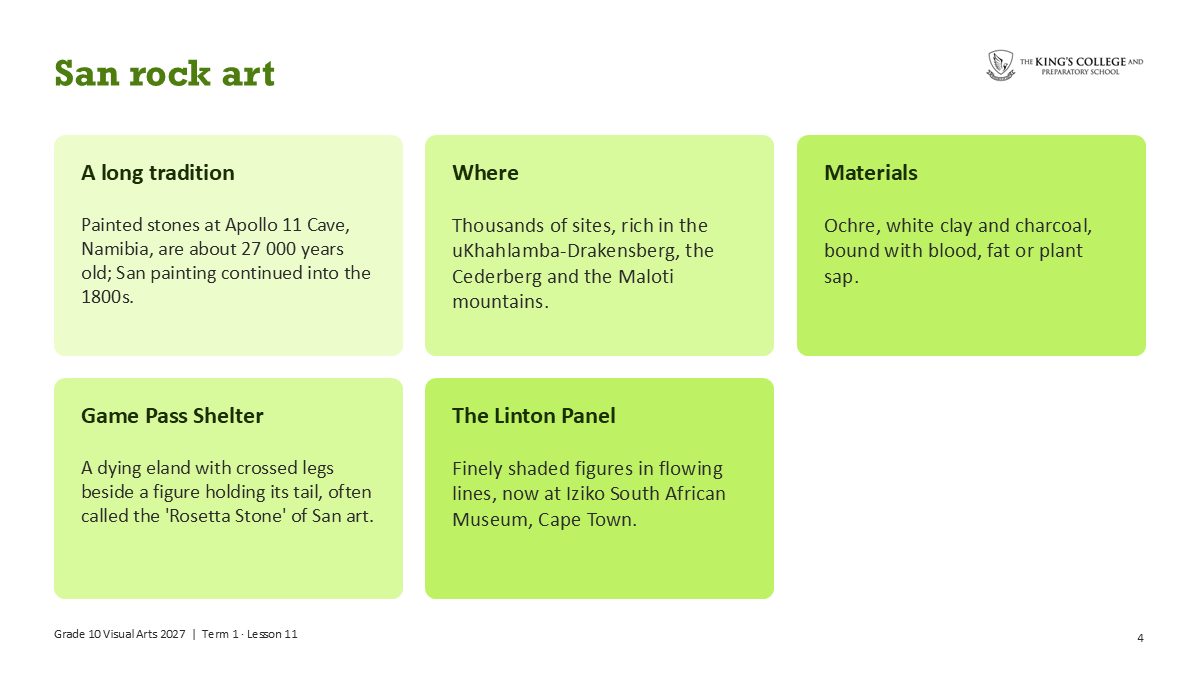 San rock art
THE KING'S COLLEGE AND
PREPARATORY SCHOOL
A long tradition
Painted stones at Apollo 11 Cave,
Namibia, are about 27 000 years
old; San painting continued into the
1800s.
Where
Thousands of sites, rich in the
uKhahlamba-Drakensberg, the
Cederberg and the Maloti
mountains.
Materials
Ochre, white clay and charcoal,
bound with blood, fat or plant
sap.
Game Pass Shelter
A dying eland with crossed legs
beside a figure holding its tail, often
called the 'Rosetta Stone' of San art.
The Linton Panel
Finely shaded figures in flowing
lines, now at Iziko South African
Museum, Cape Town.
Grade 10 Visual Arts 2027 | Term 1 · Lesson 11
4